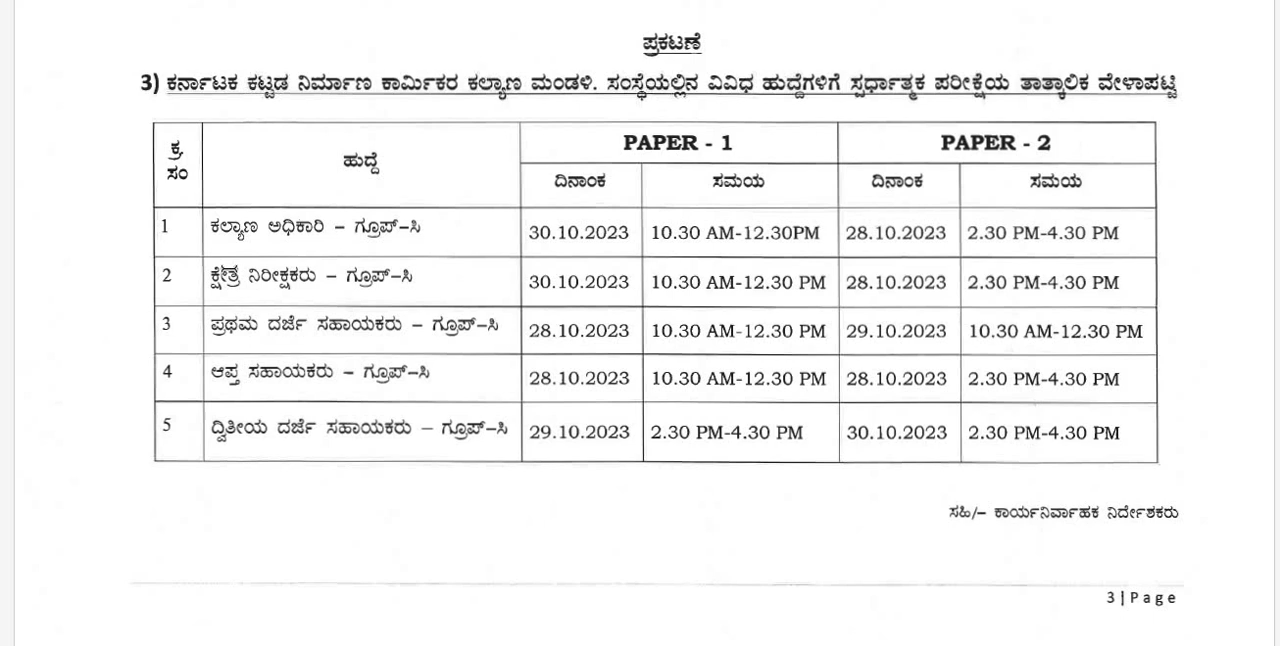 ಪ್ರಕಟಣೆ
3) ಕರ್ನಾಟಕ ಕಟ್ಟಡ ನಿರ್ಮಾಣ ಕಾರ್ಮಿಕರ ಕಲ್ಯಾಣ ಮಂಡಳಿ. ಸಂಸ್ಥೆಯಲ್ಲಿನ ವಿವಿಧ ಹುದ್ದೆಗಳಿಗೆ ಸ್ಪರ್ಧಾತ್ಮಕ ಪರೀಕ್ಷೆಯ ತಾತ್ಕಾಲಿಕ ವೇಳಾಪಟ್ಟಿ
ಕ್ರ. ಸಂ ಹುದ್ದೆ PAPER - 1 PAPER - 2
ದಿನಾಂಕ ಸಮಯ ದಿನಾಂಕ ಸಮಯ
1 ಕಲ್ಯಾಣ ಅಧಿಕಾರಿ – ಗ್ರೂಪ್-ಸಿ 30.10.2023 10.30 AM-12.30PM 28.10.2023 2.30 PM-4.30 PM
2 ಕ್ಷೇತ್ರ ನಿರೀಕ್ಷಕರು – ಗ್ರೂಪ್-ಸಿ 30.10.2023 10.30 AM-12.30 PM 28.10.2023 2.30 PM-4.30 PM
3 ಪ್ರಥಮ ದರ್ಜೆ ಸಹಾಯಕರು – ಗ್ರೂಪ್-ಸಿ 28.10.2023 10.30 AM-12.30 PM 29.10.2023 10.30 AM-12.30 PM
4 ಆಪ್ತ ಸಹಾಯಕರು – ಗ್ರೂಪ್-ಸಿ 28.10.2023 10.30 AM-12.30 PM 28.10.2023 2.30 PM-4.30 PM
5 ದ್ವಿತೀಯ ದರ್ಜೆ ಸಹಾಯಕರು – ಗ್ರೂಪ್-ಸಿ 29.10.2023 2.30 PM-4.30 PM 30.10.2023 2.30 PM-4.30 PM
ಸಹಿ/- ಕಾರ್ಯನಿರ್ವಾಹಕ ನಿರ್ದೇಶಕರು
3 | Page